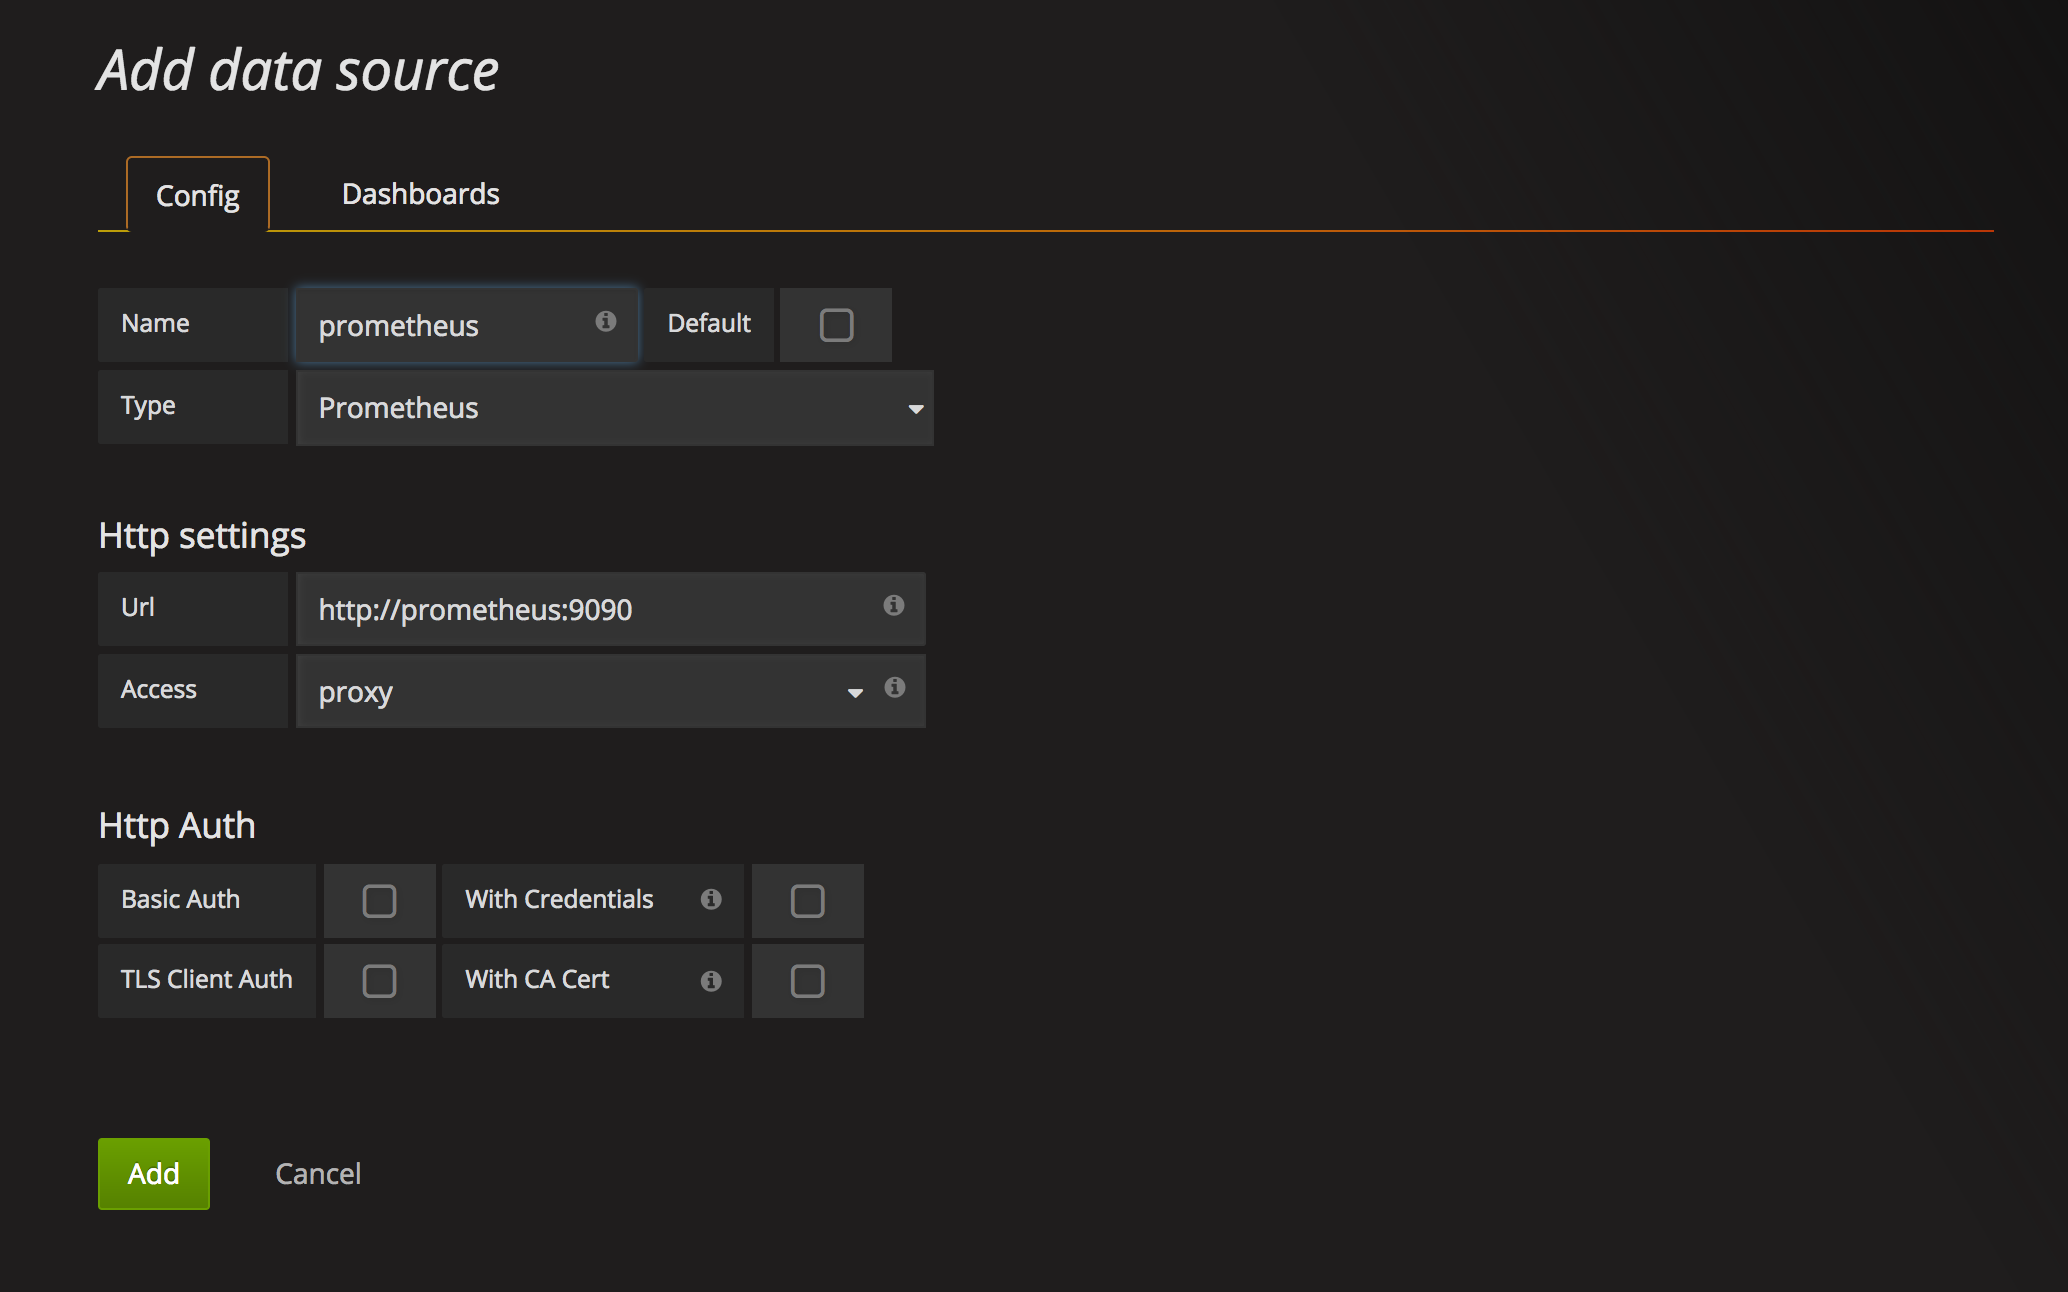 Add data source
Config Dashboards
Name prometheus Default
Type Prometheus
Http settings
Url http://prometheus:9090
Access proxy
Http Auth
Basic Auth With Credentials
TLS Client Auth With CA Cert
Add Cancel